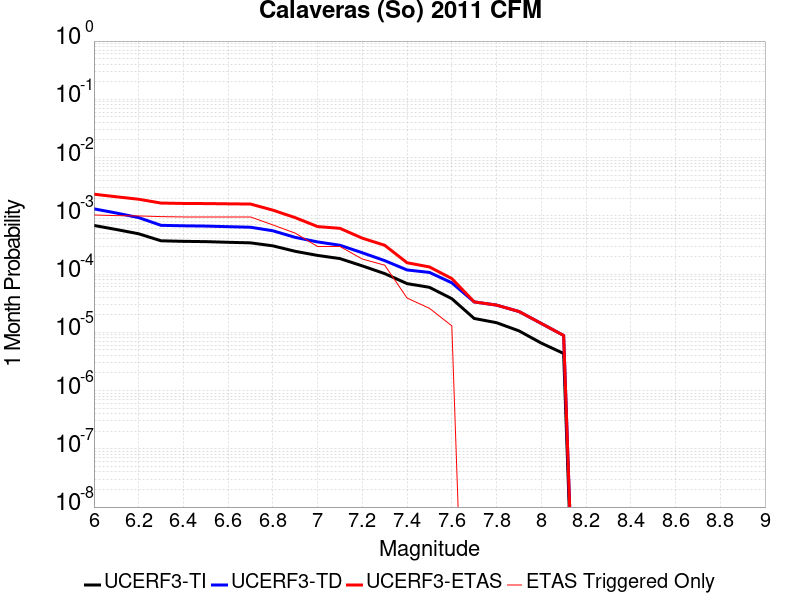 Calaveras (So) 2011 CFM
1 Month Probability
10^0
10^-1
10^-2
10^-3
10^-4
10^-5
10^-6
10^-7
10^-8
6 6.2 6.4 6.6 6.8 7 7.2 7.4 7.6 7.8 8 8.2 8.4 8.6 8.8 9
Magnitude
UCERF3-TI UCERF3-TD UCERF3-ETAS ETAS Triggered Only